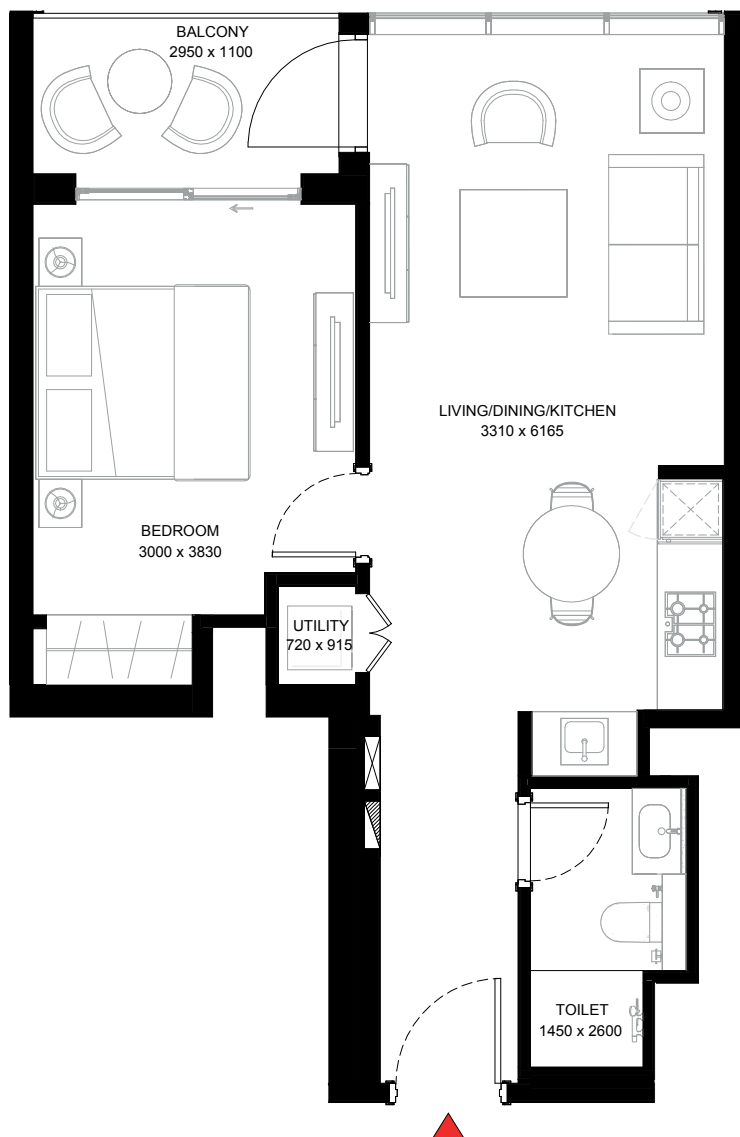 BALCONY
2950 x 1100
LIVING/DINING/KITCHEN
3310 x 6165
BEDROOM
3000 x 3830
UTILITY
720 x 915
TOILET
1450 x 2600